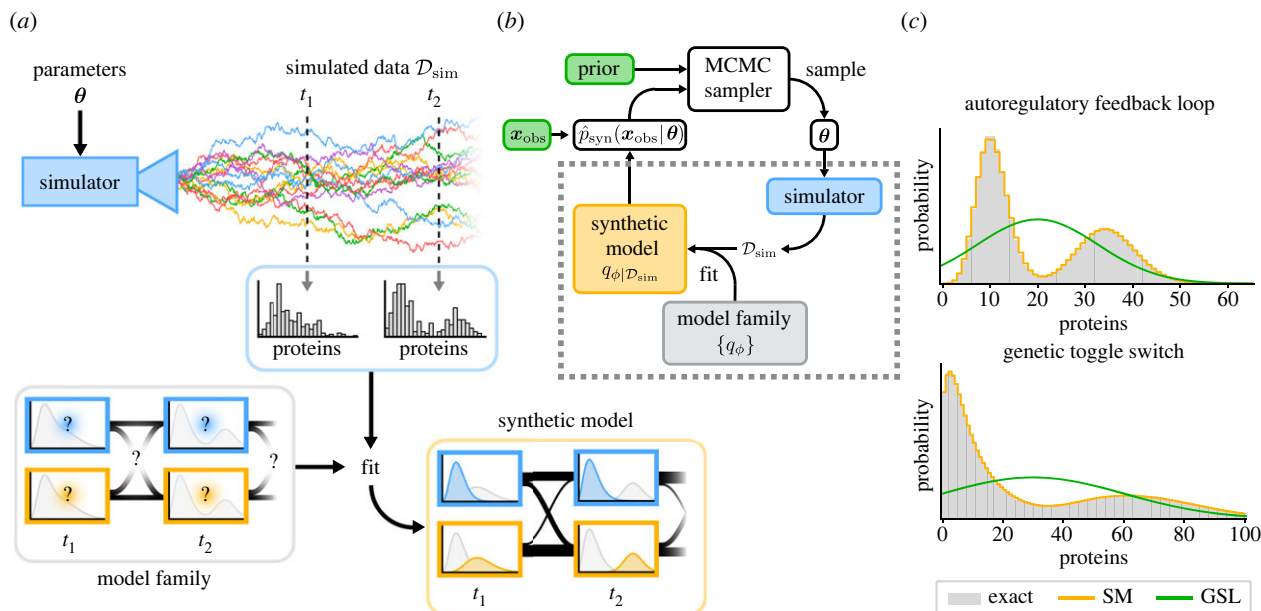 (a)
parameters
θ
simulator
simulated data 𝒟sim
t1
t2
proteins
proteins
?
?
?
?
?
?
t1
t2
model family
fit
synthetic model
t1
t2
(b)
prior
MCMC
sampler
sample
xobs
p̂syn(xobs|θ)
θ
simulator
synthetic
model
qϕ|𝒟sim
𝒟sim
fit
model family
{qϕ}
(c)
autoregulatory feedback loop
probability
0 10 20 30 40 50 60
proteins
genetic toggle switch
probability
0 20 40 60 80 100
proteins
exact SM GSL